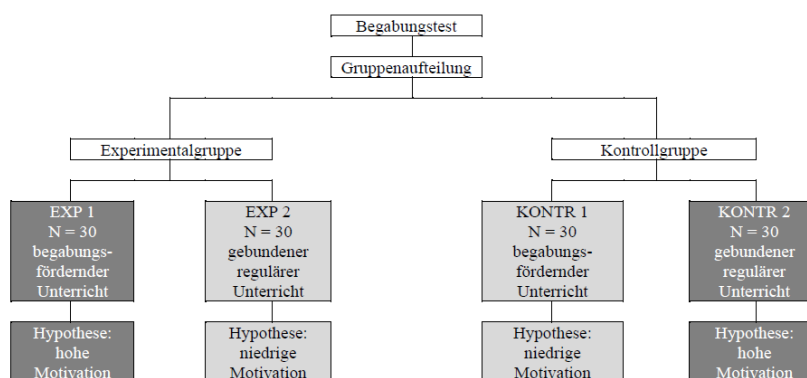 Begabungstest
Gruppenaufteilung
Experimentalgruppe
Kontrollgruppe
EXP 1
N = 30
begabungs-
fördernder
Unterricht
EXP 2
N = 30
gebundener
regulärer
Unterricht
KONTR 1
N = 30
begabungs-
fördernder
Unterricht
KONTR 2
N = 30
gebundener
regulärer
Unterricht
Hypothese:
hohe
Motivation
Hypothese:
niedrige
Motivation
Hypothese:
niedrige
Motivation
Hypothese:
hohe
Motivation